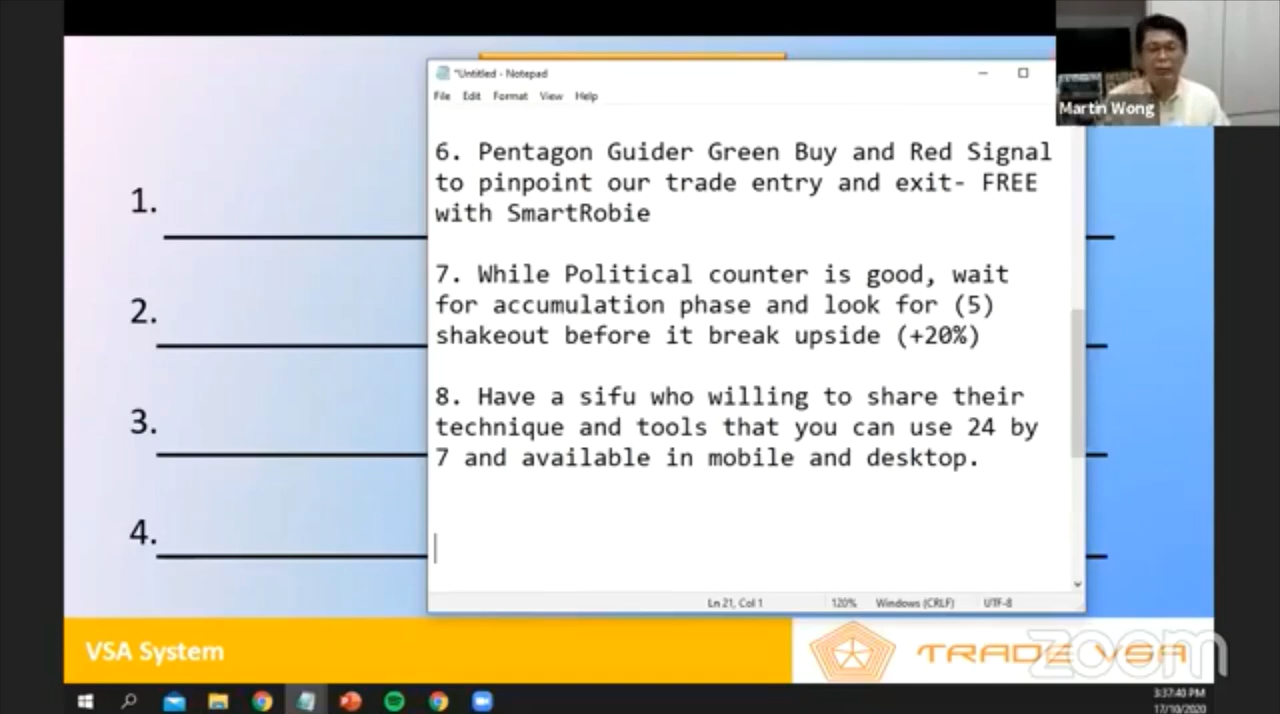 *Untitled - Notepad
File Edit Format View Help
Martin Wong
6. Pentagon Guider Green Buy and Red Signal
to pinpoint our trade entry and exit- FREE
with SmartRobie
7. While Political counter is good, wait
for accumulation phase and look for (5)
shakeout before it break upside (+20%)
8. Have a sifu who willing to share their
technique and tools that you can use 24 by
7 and available in mobile and desktop.
1.
2.
3.
4.
Ln 21, Col 1 120% Windows (CRLF) UTF-8
VSA System
TRADE VSA
zoom
3:37:40 PM
17/10/2020